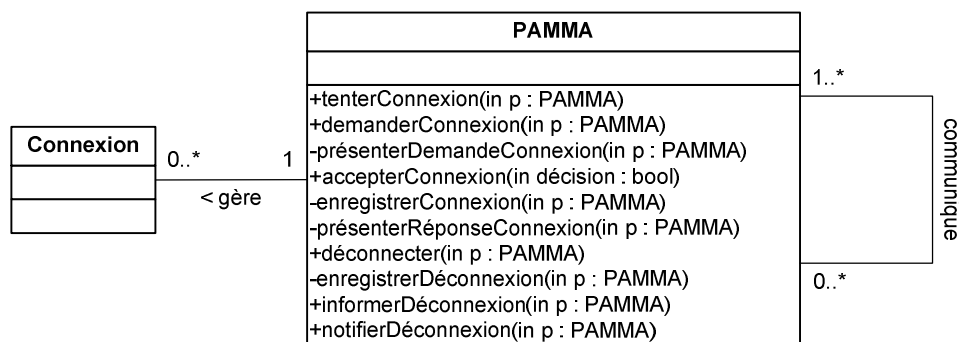 PAMMA
+tenterConnexion(in p : PAMMA)
+demanderConnexion(in p : PAMMA)
-présenterDemandeConnexion(in p : PAMMA)
+accepterConnexion(in décision : bool)
-enregistrerConnexion(in p : PAMMA)
-présenterRéponseConnexion(in p : PAMMA)
+déconnecter(in p : PAMMA)
-enregistrerDéconnexion(in p : PAMMA)
+informerDéconnexion(in p : PAMMA)
+notifierDéconnexion(in p : PAMMA)
Connexion
0..*
1
< gère
1..*
communique
0..*